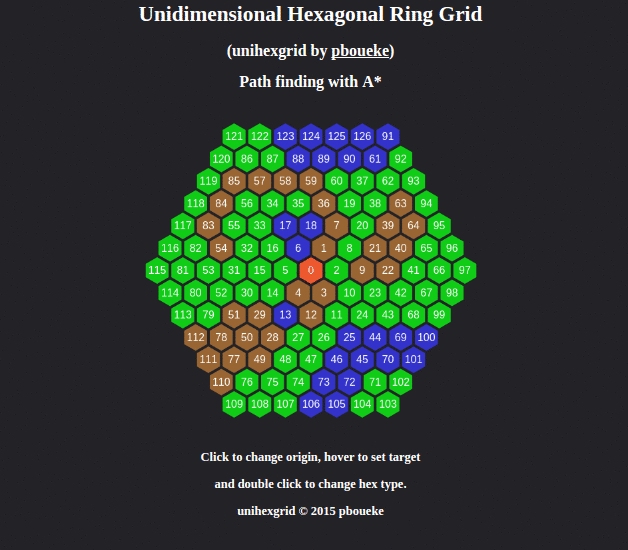 Unidimensional Hexagonal Ring Grid
(unihexgrid by pboueke)
Path finding with A*
121 122 123 124 125 126 91
120 86 87 88 89 90 61 92
119 85 57 58 59 60 37 62 93
118 84 56 34 35 36 19 38 63 94
117 83 55 33 17 18 7 20 39 64 95
116 82 54 32 16 6 1 8 21 40 65 96
115 81 53 31 15 5 0 2 9 22 41 66 97
114 80 52 30 14 4 3 10 23 42 67 98
113 79 51 29 13 12 11 24 43 68 99
112 78 50 28 27 26 25 44 69 100
111 77 49 48 47 46 45 70 101
110 76 75 74 73 72 71 102
109 108 107 106 105 104 103
Click to change origin, hover to set target
and double click to change hex type.
unihexgrid © 2015 pboueke